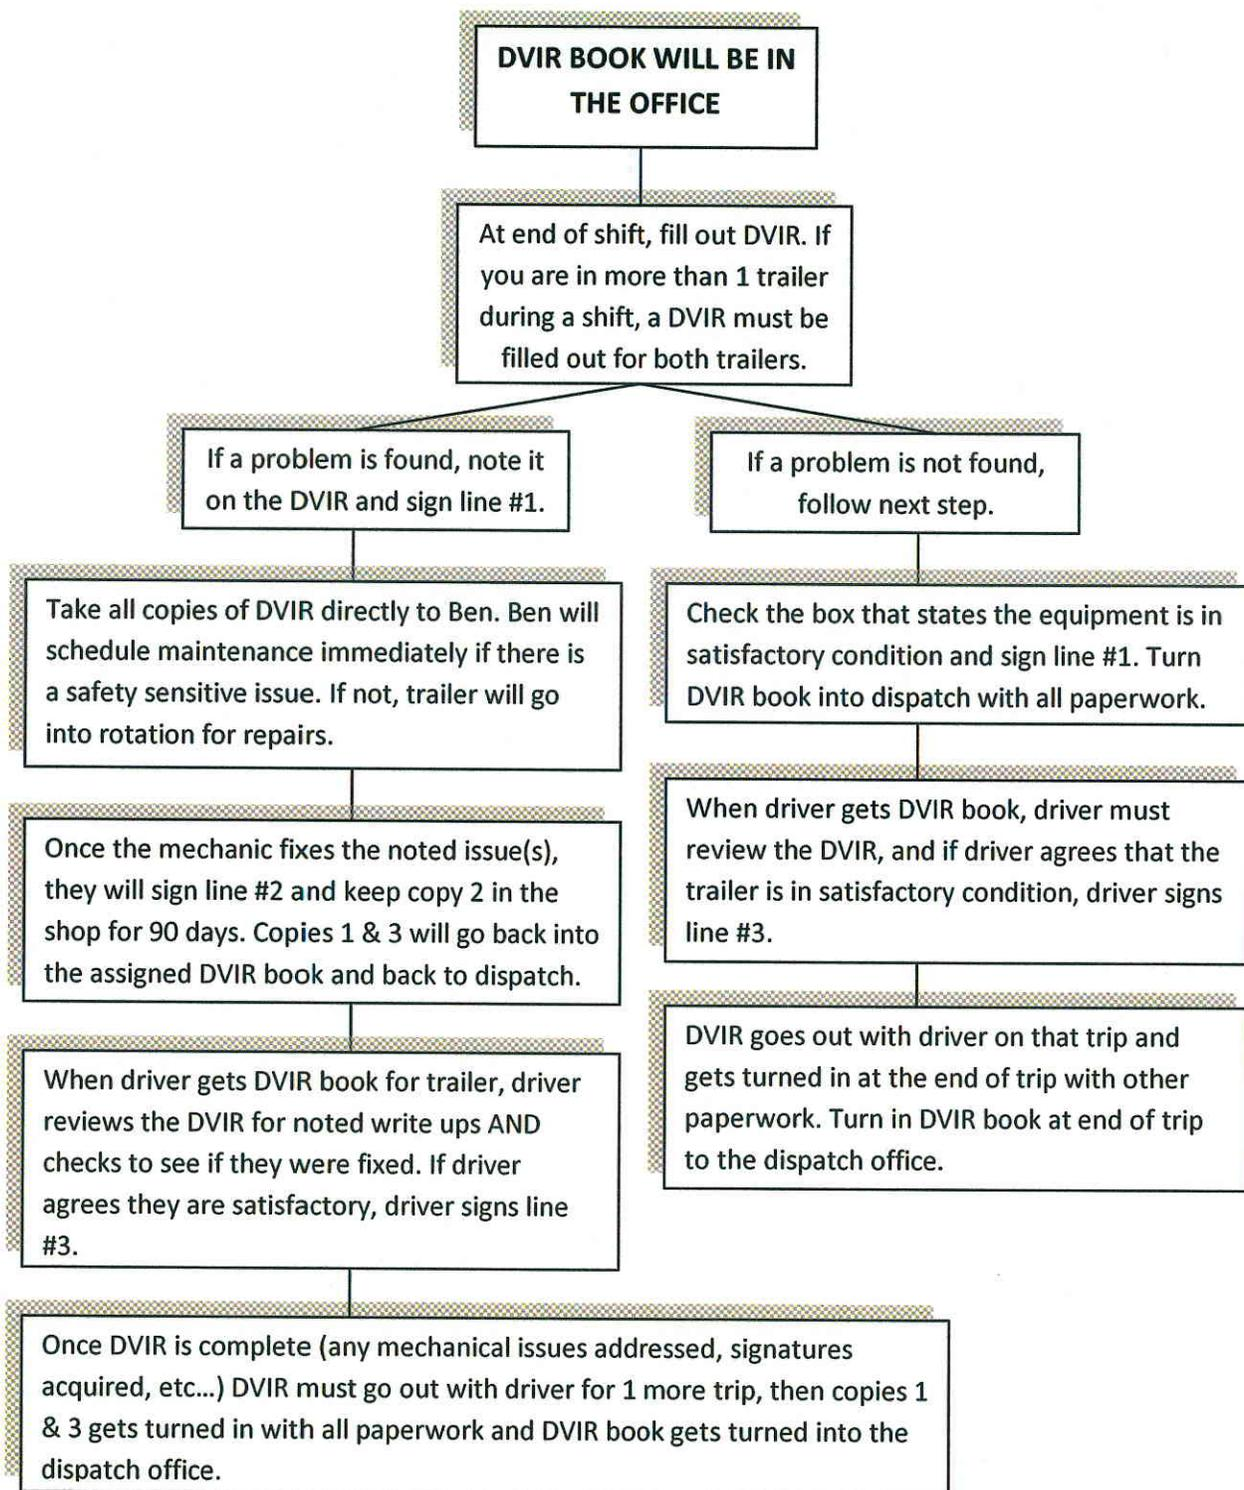 DVIR BOOK WILL BE IN
THE OFFICE
At end of shift, fill out DVIR. If
you are in more than 1 trailer
during a shift, a DVIR must be
filled out for both trailers.
If a problem is found, note it
on the DVIR and sign line #1.
Take all copies of DVIR directly to Ben. Ben will
schedule maintenance immediately if there is
a safety sensitive issue. If not, trailer will go
into rotation for repairs.
Once the mechanic fixes the noted issue(s),
they will sign line #2 and keep copy 2 in the
shop for 90 days. Copies 1 & 3 will go back into
the assigned DVIR book and back to dispatch.
When driver gets DVIR book for trailer, driver
reviews the DVIR for noted write ups AND
checks to see if they were fixed. If driver
agrees they are satisfactory, driver signs line
#3.
Once DVIR is complete (any mechanical issues addressed, signatures
acquired, etc...) DVIR must go out with driver for 1 more trip, then copies 1
& 3 gets turned in with all paperwork and DVIR book gets turned into the
dispatch office.
If a problem is not found,
follow next step.
Check the box that states the equipment is in
satisfactory condition and sign line #1. Turn
DVIR book into dispatch with all paperwork.
When driver gets DVIR book, driver must
review the DVIR, and if driver agrees that the
trailer is in satisfactory condition, driver signs
line #3.
DVIR goes out with driver on that trip and
gets turned in at the end of trip with other
paperwork. Turn in DVIR book at end of trip
to the dispatch office.